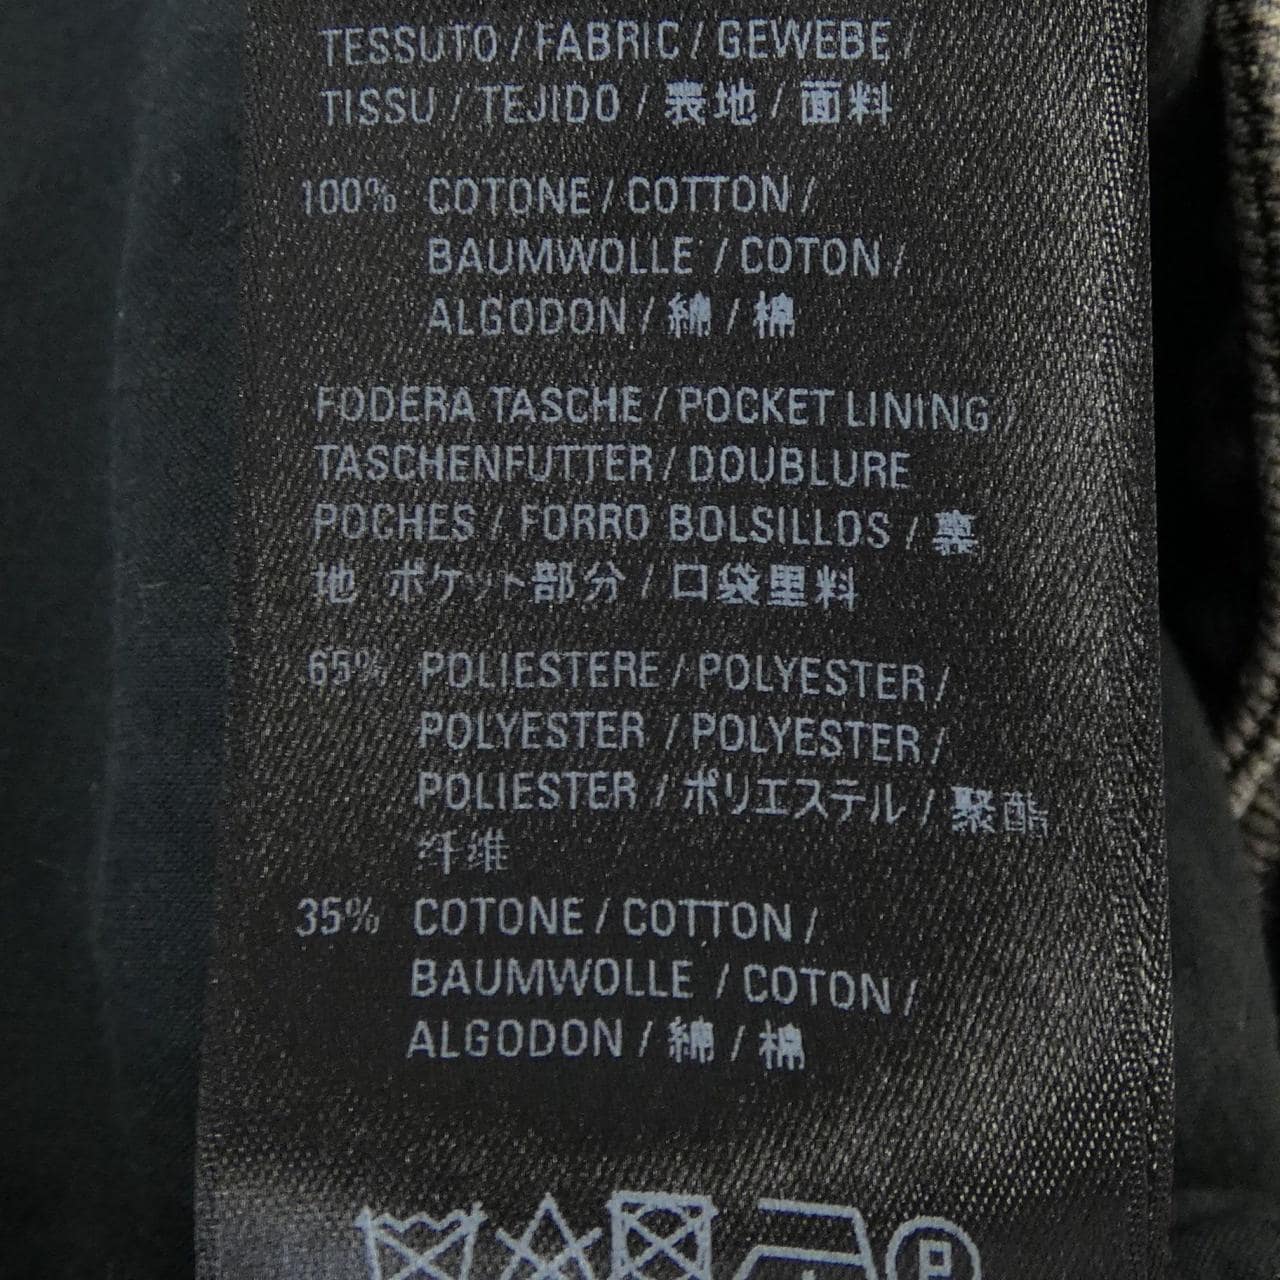 TESSUTO / FABRIC / GEWEBE /
TISSU / TEJIDO / 表地 / 面料
100% COTONE / COTTON /
BAUMWOLLE / COTON /
ALGODON / 綿 / 棉
FODERA TASCHE / POCKET LINING /
TASCHENFUTTER / DOUBLURE
POCHES / FORRO BOLSILLOS / 裏
地 ポケット部分 / 口袋里料
65% POLIESTERE / POLYESTER /
POLYESTER / POLYESTER /
POLIESTER / ポリエステル / 聚酯
纤维
35% COTONE / COTTON /
BAUMWOLLE / COTON /
ALGODON / 綿 / 棉
P